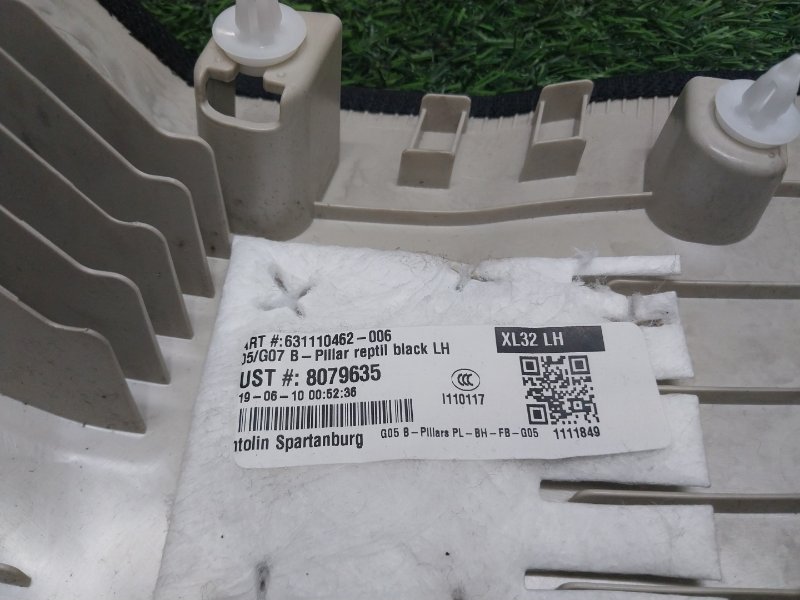 ART #:631110462-006
05/G07 B-Pillar reptil black LH
XL32 LH
UST #: 8079635
19-06-10 00:52:36
CCC
I110117
ntolin Spartanburg
G05 B-Pillars PL-BH-FB-G05
1111849